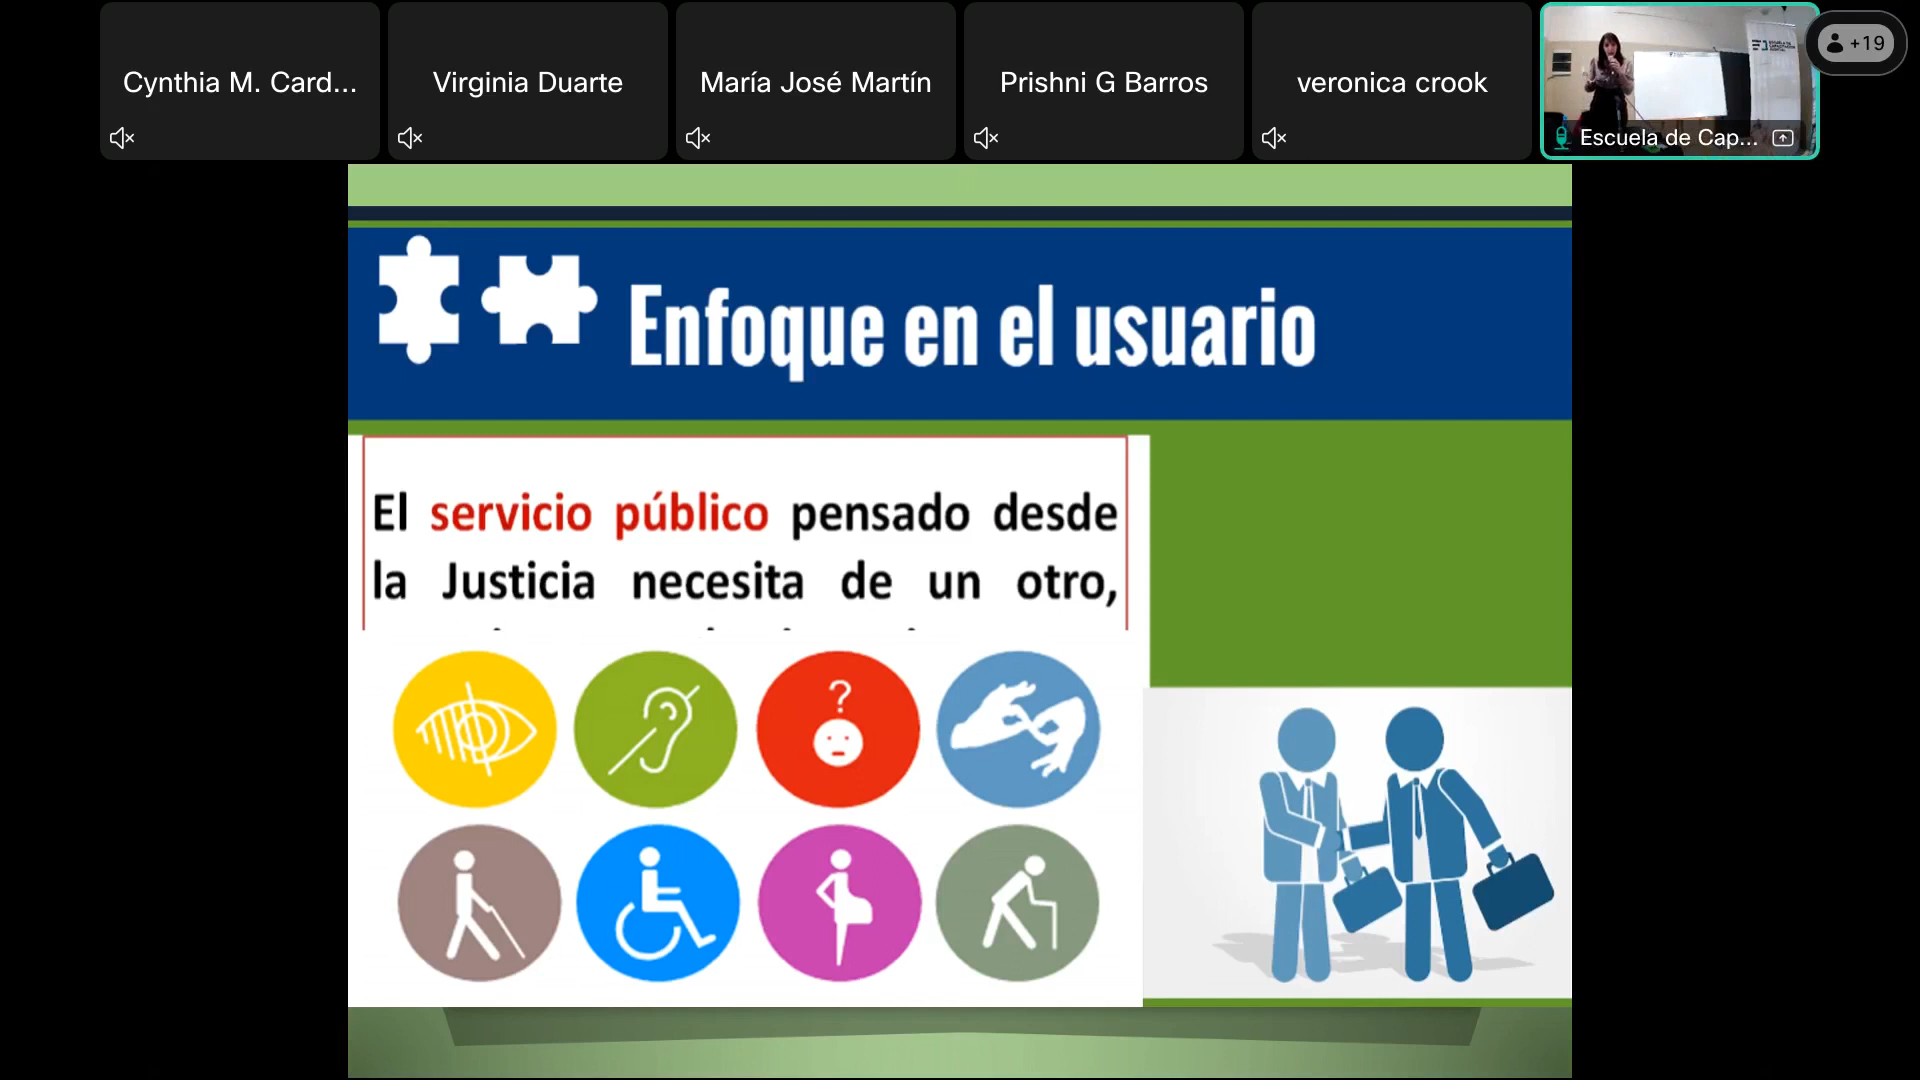 Cynthia M. Card...
Virginia Duarte
María José Martín
Prishni G Barros
veronica crook
Escuela de Cap...
+19
Enfoque en el usuario
El servicio público pensado desde
la Justicia necesita de un otro,
?